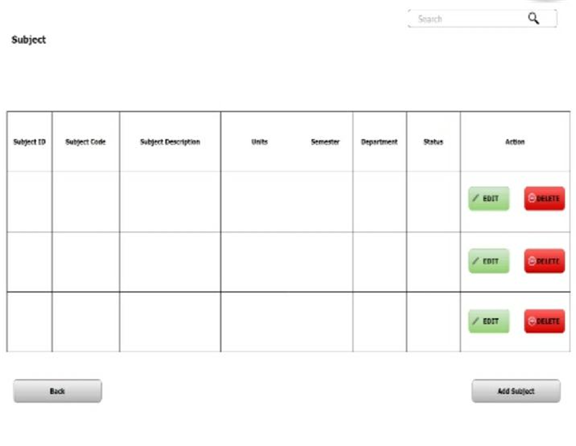 Search
Subject
Subject ID Subject Code Subject Description Units Semester Department Status Action
EDIT DELETE
EDIT DELETE
EDIT DELETE
Back Add Subject